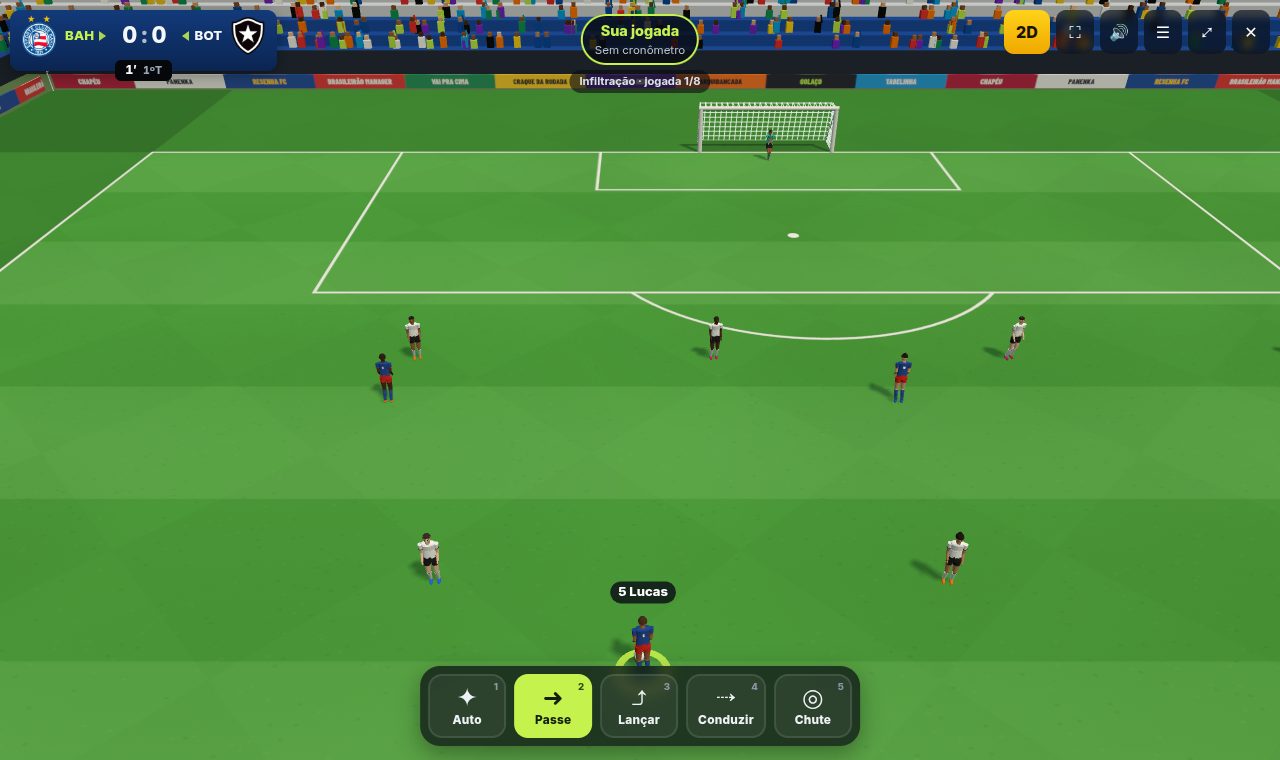 BAH
0:0
BOT
1' 1ºT
Sua jogada
Sem cronômetro
Infiltração · jogada 1/8
2D
CHAPÉU
PANENKA
RESENHA FC
BRASILEIRÃO MANAGER
VAI PRA CIMA
CRAQUE DA RODADA
GOLAÇO
TABELINHA
CHAPÉU
PANENKA
RESENHA FC
5 Lucas
1
Auto
2
Passe
3
Lançar
4
Conduzir
5
Chute